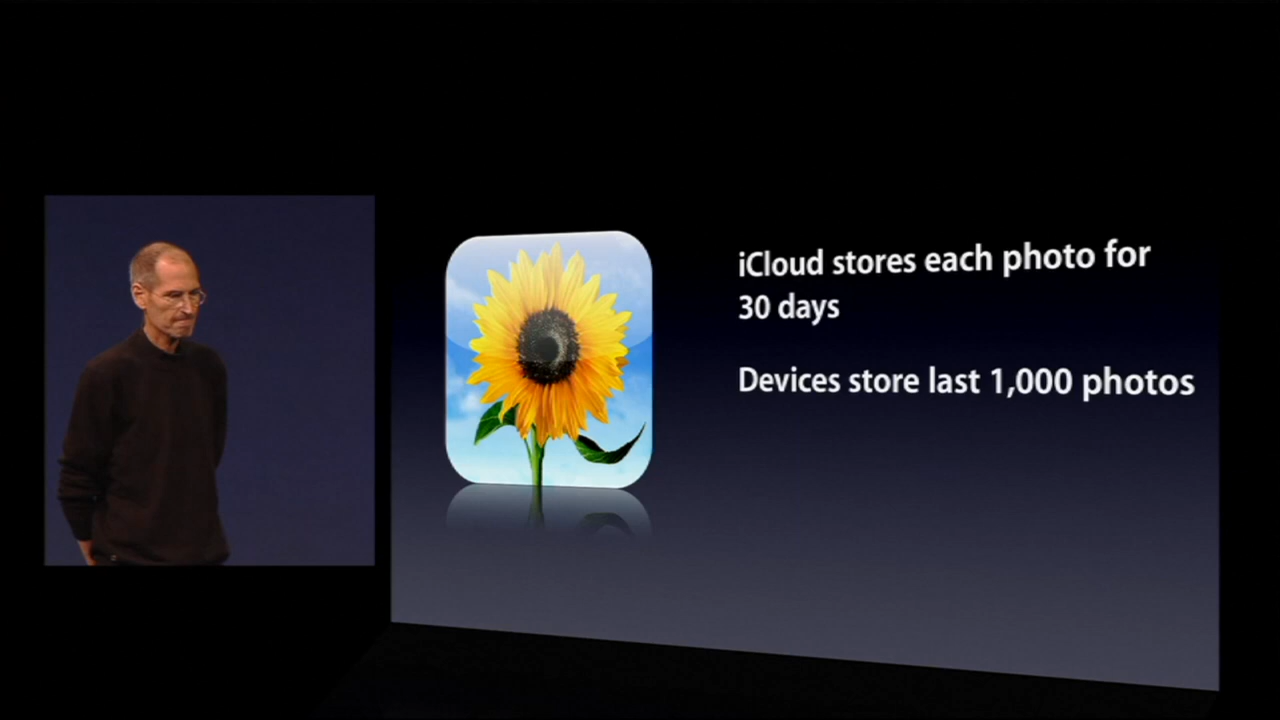 iCloud stores each photo for
30 days
Devices store last 1,000 photos